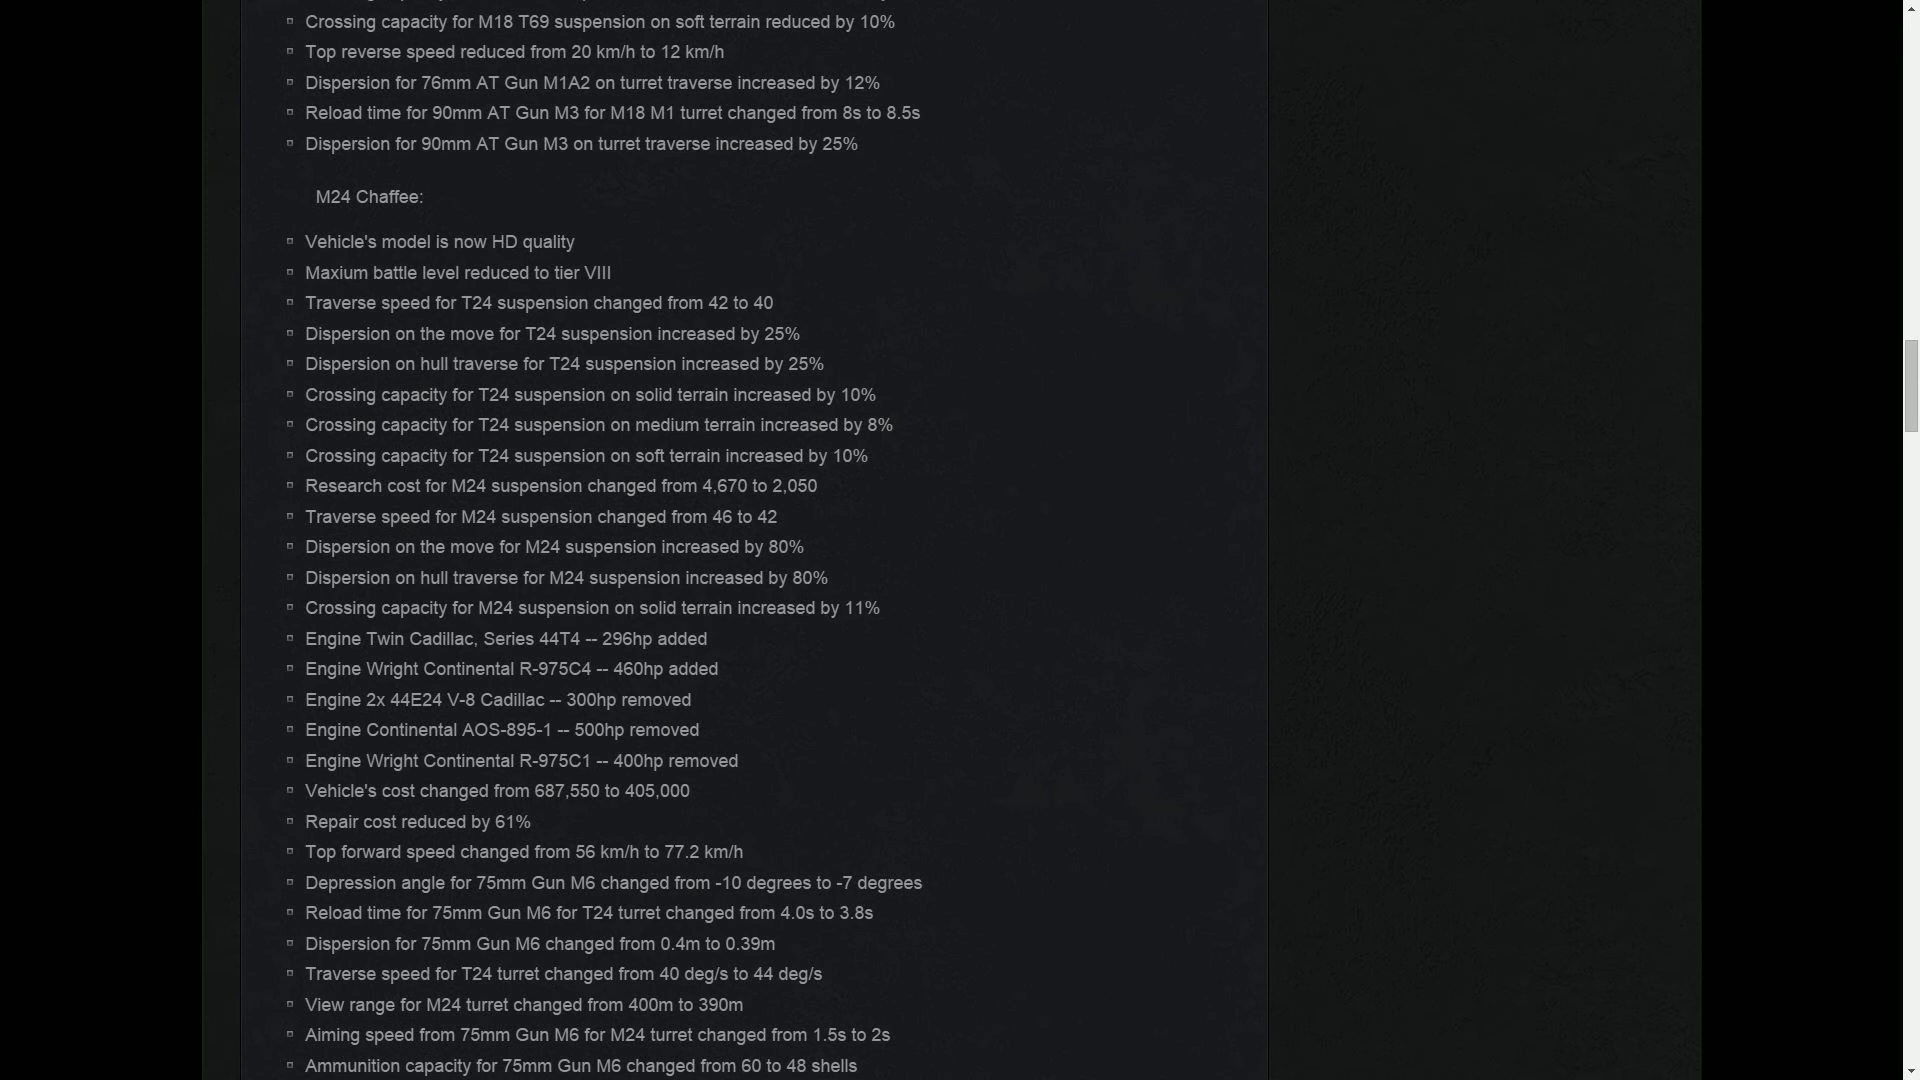 Crossing capacity for M18 T69 suspension on soft terrain reduced by 10%
Top reverse speed reduced from 20 km/h to 12 km/h
Dispersion for 76mm AT Gun M1A2 on turret traverse increased by 12%
Reload time for 90mm AT Gun M3 for M18 M1 turret changed from 8s to 8.5s
Dispersion for 90mm AT Gun M3 on turret traverse increased by 25%
M24 Chaffee:
Vehicle's model is now HD quality
Maxium battle level reduced to tier VIII
Traverse speed for T24 suspension changed from 42 to 40
Dispersion on the move for T24 suspension increased by 25%
Dispersion on hull traverse for T24 suspension increased by 25%
Crossing capacity for T24 suspension on solid terrain increased by 10%
Crossing capacity for T24 suspension on medium terrain increased by 8%
Crossing capacity for T24 suspension on soft terrain increased by 10%
Research cost for M24 suspension changed from 4,670 to 2,050
Traverse speed for M24 suspension changed from 46 to 42
Dispersion on the move for M24 suspension increased by 80%
Dispersion on hull traverse for M24 suspension increased by 80%
Crossing capacity for M24 suspension on solid terrain increased by 11%
Engine Twin Cadillac, Series 44T4 -- 296hp added
Engine Wright Continental R-975C4 -- 460hp added
Engine 2x 44E24 V-8 Cadillac -- 300hp removed
Engine Continental AOS-895-1 -- 500hp removed
Engine Wright Continental R-975C1 -- 400hp removed
Vehicle's cost changed from 687,550 to 405,000
Repair cost reduced by 61%
Top forward speed changed from 56 km/h to 77.2 km/h
Depression angle for 75mm Gun M6 changed from -10 degrees to -7 degrees
Reload time for 75mm Gun M6 for T24 turret changed from 4.0s to 3.8s
Dispersion for 75mm Gun M6 changed from 0.4m to 0.39m
Traverse speed for T24 turret changed from 40 deg/s to 44 deg/s
View range for M24 turret changed from 400m to 390m
Aiming speed from 75mm Gun M6 for M24 turret changed from 1.5s to 2s
Ammunition capacity for 75mm Gun M6 changed from 60 to 48 shells